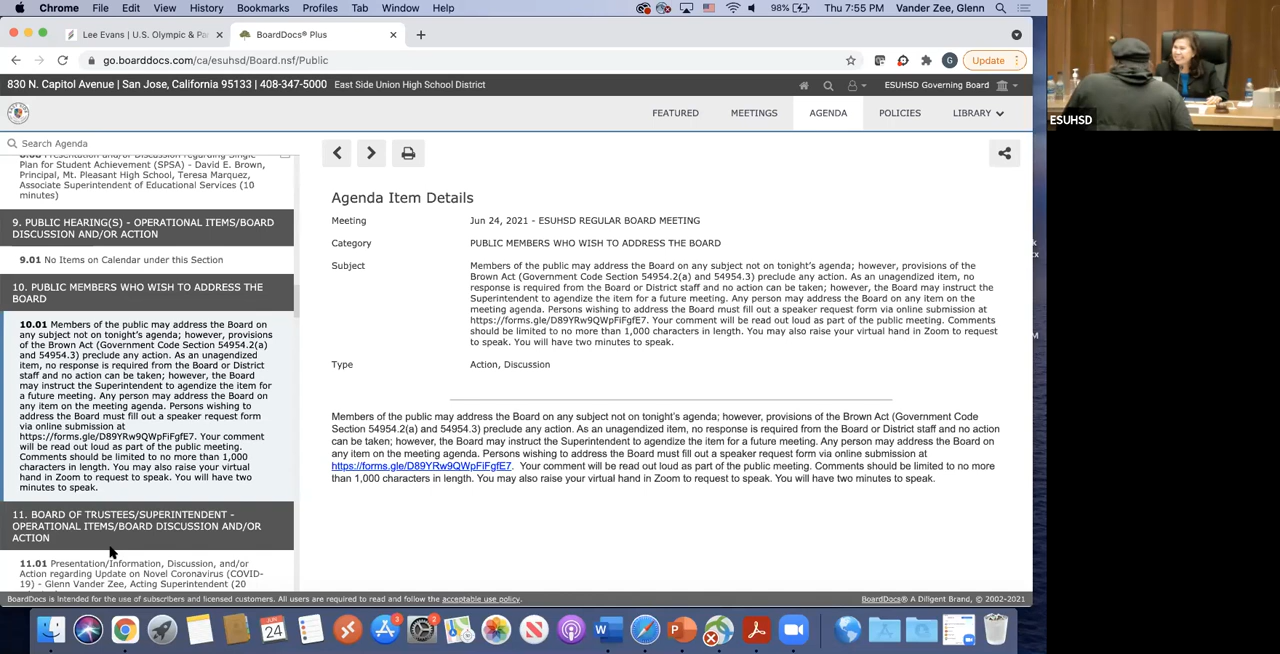 Chrome File Edit View History Bookmarks Profiles Tab Window Help
98% Thu 7:55 PM Vander Zee, Glenn
Lee Evans | U.S. Olympic & Pa
BoardDocs® Plus
go.boarddocs.com/ca/esuhsd/Board.nsf/Public
G
Update
830 N. Capitol Avenue | San Jose, California 95133 | 408-347-5000 East Side Union High School District
ESUHSD Governing Board
FEATURED MEETINGS AGENDA POLICIES LIBRARY
Search Agenda
Plan for Student Achievement (SPSA) - David E. Brown,
Principal, Mt. Pleasant High School, Teresa Marquez,
Associate Superintendent of Educational Services (10
minutes)
9. PUBLIC HEARING(S) - OPERATIONAL ITEMS/BOARD
DISCUSSION AND/OR ACTION
9.01 No Items on Calendar under this Section
10. PUBLIC MEMBERS WHO WISH TO ADDRESS THE
BOARD
10.01 Members of the public may address the Board on
any subject not on tonight's agenda; however, provisions
of the Brown Act (Government Code Section 54954.2(a)
and 54954.3) preclude any action. As an unagendized
item, no response is required from the Board or District
staff and no action can be taken; however, the Board
may instruct the Superintendent to agendize the item for
a future meeting. Any person may address the Board on
any item on the meeting agenda. Persons wishing to
address the Board must fill out a speaker request form
via online submission at
https://forms.gle/D89YRw9QWpFiFgfE7. Your comment
will be read out loud as part of the public meeting.
Comments should be limited to no more than 1,000
characters in length. You may also raise your virtual
hand in Zoom to request to speak. You will have two
minutes to speak.
11. BOARD OF TRUSTEES/SUPERINTENDENT -
OPERATIONAL ITEMS/BOARD DISCUSSION AND/OR
ACTION
11.01 Presentation/Information, Discussion, and/or
Action regarding Update on Novel Coronavirus (COVID-
19) - Glenn Vander Zee, Acting Superintendent (20
Agenda Item Details
Meeting Jun 24, 2021 - ESUHSD REGULAR BOARD MEETING
Category PUBLIC MEMBERS WHO WISH TO ADDRESS THE BOARD
Subject Members of the public may address the Board on any subject not on tonight's agenda; however, provisions of the
Brown Act (Government Code Section 54954.2(a) and 54954.3) preclude any action. As an unagendized item, no
response is required from the Board or District staff and no action can be taken; however, the Board may instruct the
Superintendent to agendize the item for a future meeting. Any person may address the Board on any item on the
meeting agenda. Persons wishing to address the Board must fill out a speaker request form via online submission at
https://forms.gle/D89YRw9QWpFiFgfE7. Your comment will be read out loud as part of the public meeting. Comments
should be limited to no more than 1,000 characters in length. You may also raise your virtual hand in Zoom to request
to speak. You will have two minutes to speak.
Type Action, Discussion
Members of the public may address the Board on any subject not on tonight's agenda; however, provisions of the Brown Act (Government Code
Section 54954.2(a) and 54954.3) preclude any action. As an unagendized item, no response is required from the Board or District staff and no action
can be taken; however, the Board may instruct the Superintendent to agendize the item for a future meeting. Any person may address the Board on
any item on the meeting agenda. Persons wishing to address the Board must fill out a speaker request form via online submission at
https://forms.gle/D89YRw9QWpFiFgfE7. Your comment will be read out loud as part of the public meeting. Comments should be limited to no more
than 1,000 characters in length. You may also raise your virtual hand in Zoom to request to speak. You will have two minutes to speak.
BoardDocs is intended for the use of subscribers and licensed customers. All users are required to read and follow the acceptable use policy.
BoardDocs® A Diligent Brand, © 2002-2021
ESUHSD
JUN
24
3
2
W
P